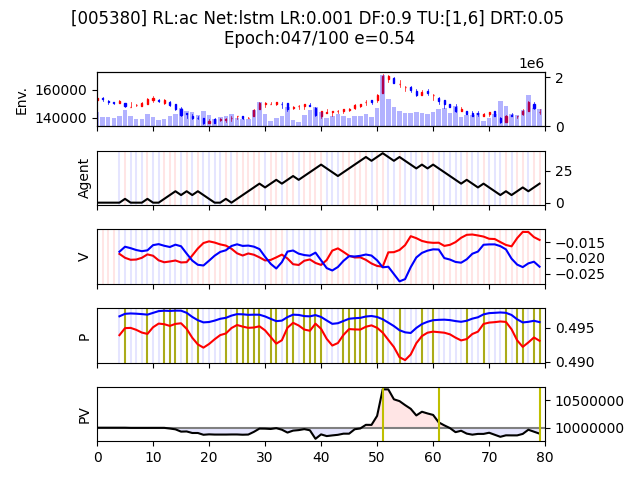 [005380] RL:ac Net:lstm LR:0.001 DF:0.9 TU:[1,6] DRT:0.05
Epoch:047/100 e=0.54
1e6
Env.
160000
140000
2
0
Agent
25
0
V
−0.015
−0.020
−0.025
P
0.495
0.490
PV
10500000
10000000
0 10 20 30 40 50 60 70 80